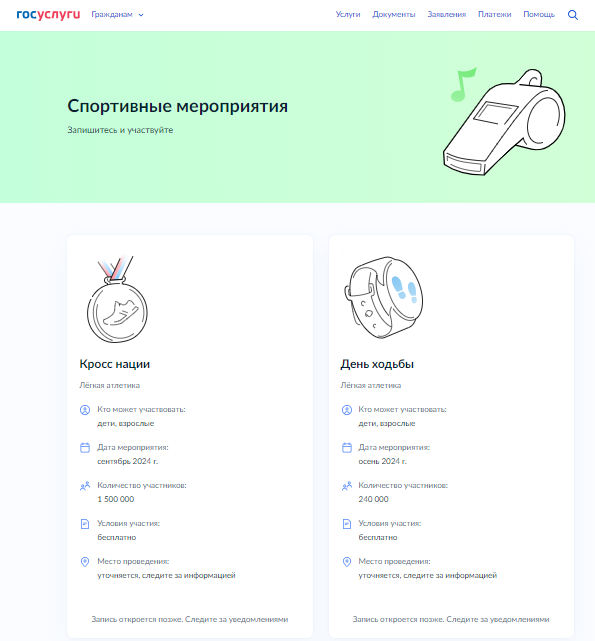 госуслуги Гражданам Услуги Документы Заявления Платежи Помощь
Спортивные мероприятия
Запишитесь и участвуйте
Кросс нации
Лёгкая атлетика
Кто может участвовать:
дети, взрослые
Дата мероприятия:
сентябрь 2024 г.
Количество участников:
1 500 000
Условия участия:
бесплатно
Место проведения:
уточняется, следите за информацией
Запись откроется позже. Следите за уведомлениями
День ходьбы
Лёгкая атлетика
Кто может участвовать:
дети, взрослые
Дата мероприятия:
осень 2024 г.
Количество участников:
240 000
Условия участия:
бесплатно
Место проведения:
уточняется, следите за информацией
Запись откроется позже. Следите за уведомлениями